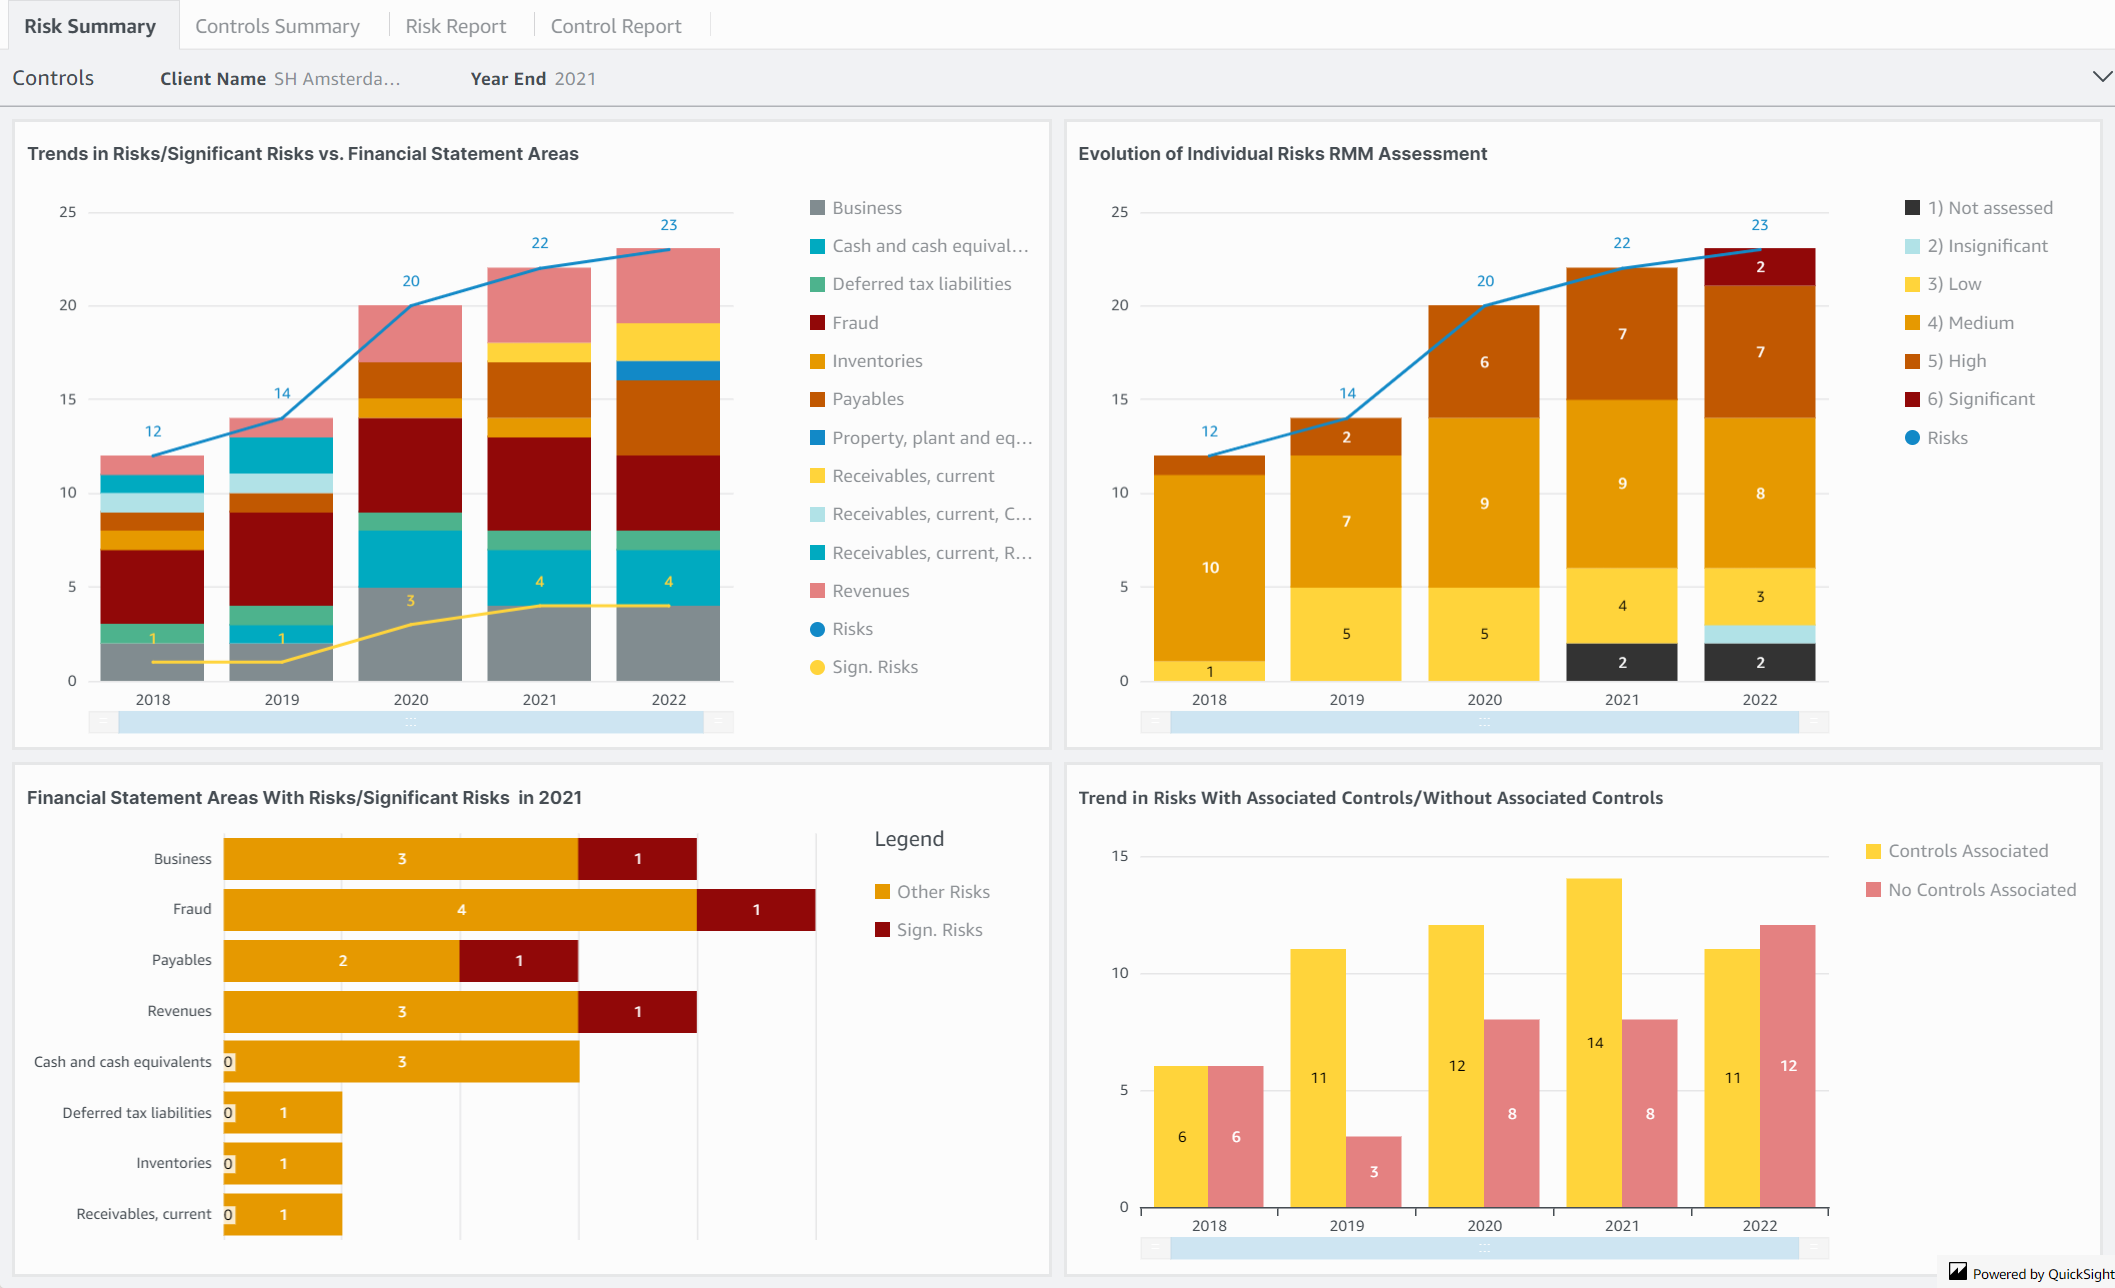 Risk Summary
Controls Summary
Risk Report
Control Report
Controls
Client Name SH Amsterda...
Year End 2021
Trends in Risks/Significant Risks vs. Financial Statement Areas
25
20
15
10
5
0
12
14
20
22
23
1
1
3
4
4
2018
2019
2020
2021
2022
Business
Cash and cash equival...
Deferred tax liabilities
Fraud
Inventories
Payables
Property, plant and eq...
Receivables, current
Receivables, current, C...
Receivables, current, R...
Revenues
Risks
Sign. Risks
Evolution of Individual Risks RMM Assessment
25
20
15
10
5
0
12
14
20
22
23
10
1
2
7
5
6
9
5
7
9
4
2
2
7
8
3
2
2018
2019
2020
2021
2022
1) Not assessed
2) Insignificant
3) Low
4) Medium
5) High
6) Significant
Risks
Financial Statement Areas With Risks/Significant Risks in 2021
Business 3 1
Fraud 4 1
Payables 2 1
Revenues 3 1
Cash and cash equivalents 0 3
Deferred tax liabilities 0 1
Inventories 0 1
Receivables, current 0 1
Legend
Other Risks
Sign. Risks
Trend in Risks With Associated Controls/Without Associated Controls
15
10
5
0
6
6
11
3
12
8
14
8
11
12
2018
2019
2020
2021
2022
Controls Associated
No Controls Associated
Powered by QuickSight